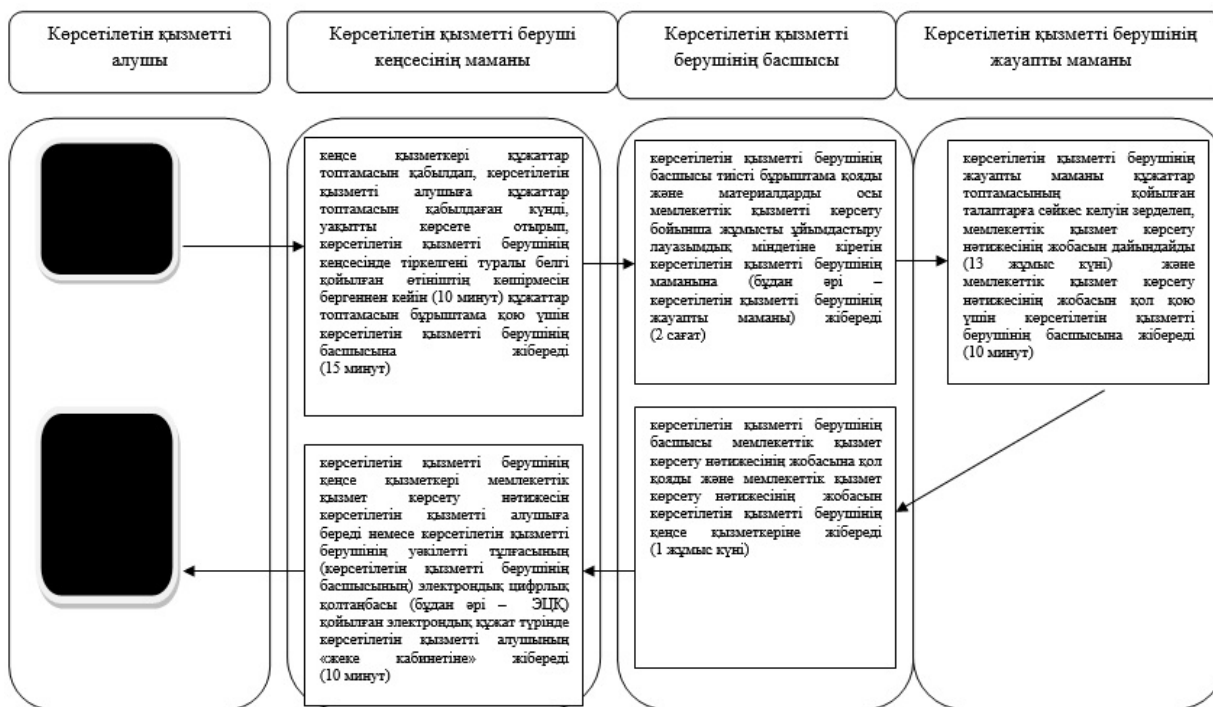 Көрсетілетін қызметті
алушы
Көрсетілетін қызметті беруші
кеңсесінің маманы
Көрсетілетін қызметті
берушінің басшысы
Көрсетілетін қызметті берушінің
жауапты маманы
кеңсе қызметкері құжаттар
топтамасын қабылдап, көрсетілетін
қызметті алушыға құжаттар
топтамасын қабылдаған күнді,
уақытты көрсете отырып,
көрсетілетін қызметті берушінің
кеңсесінде тіркелгені туралы белгі
қойылған өтініштің көшірмесін
бергеннен кейін (10 минут) құжаттар
топтамасын бұрыштама қою үшін
көрсетілетін қызметті берушінің
басшысына жібереді
(15 минут)
көрсетілетін қызметті берушінің
басшысы тиісті бұрыштама қояды
және материалдарды осы
мемлекеттік қызметті көрсету
бойынша жұмысты ұйымдастыру
лауазымдық міндетіне кіретін
көрсетілетін қызметті берушінің
маманына (бұдан әрі –
көрсетілетін қызметті берушінің
жауапты маманы) жібереді
(2 сағат)
көрсетілетін қызметті берушінің
жауапты маманы құжаттар
топтамасының қойылған
талаптарға сәйкес келуін зерделеп,
мемлекеттік қызмет көрсету
нәтижесінің жобасын дайындайды
(13 жұмыс күні) және
мемлекеттік қызмет көрсету
нәтижесінің жобасын қол қою
үшін көрсетілетін қызметті
берушінің басшысына жібереді
(10 минут)
көрсетілетін қызметті берушінің
кеңсе қызметкері мемлекеттік
қызмет көрсету нәтижесін
көрсетілетін қызметті алушыға
береді немесе көрсетілетін қызметті
берушінің уәкілетті тұлғасының
(көрсетілетін қызметті берушінің
басшысының) электрондық цифрлық
қолтаңбасы (бұдан әрі – ЭЦҚ)
қойылған электрондық құжат түрінде
көрсетілетін қызметті алушының
«жеке кабинетіне» жібереді
(10 минут)
көрсетілетін қызметті берушінің
басшысы мемлекеттік қызмет
көрсету нәтижесінің жобасына қол
қояды және мемлекеттік қызмет
көрсету нәтижесінің жобасын
көрсетілетін қызметті берушінің
кеңсе қызметкеріне жібереді
(1 жұмыс күні)